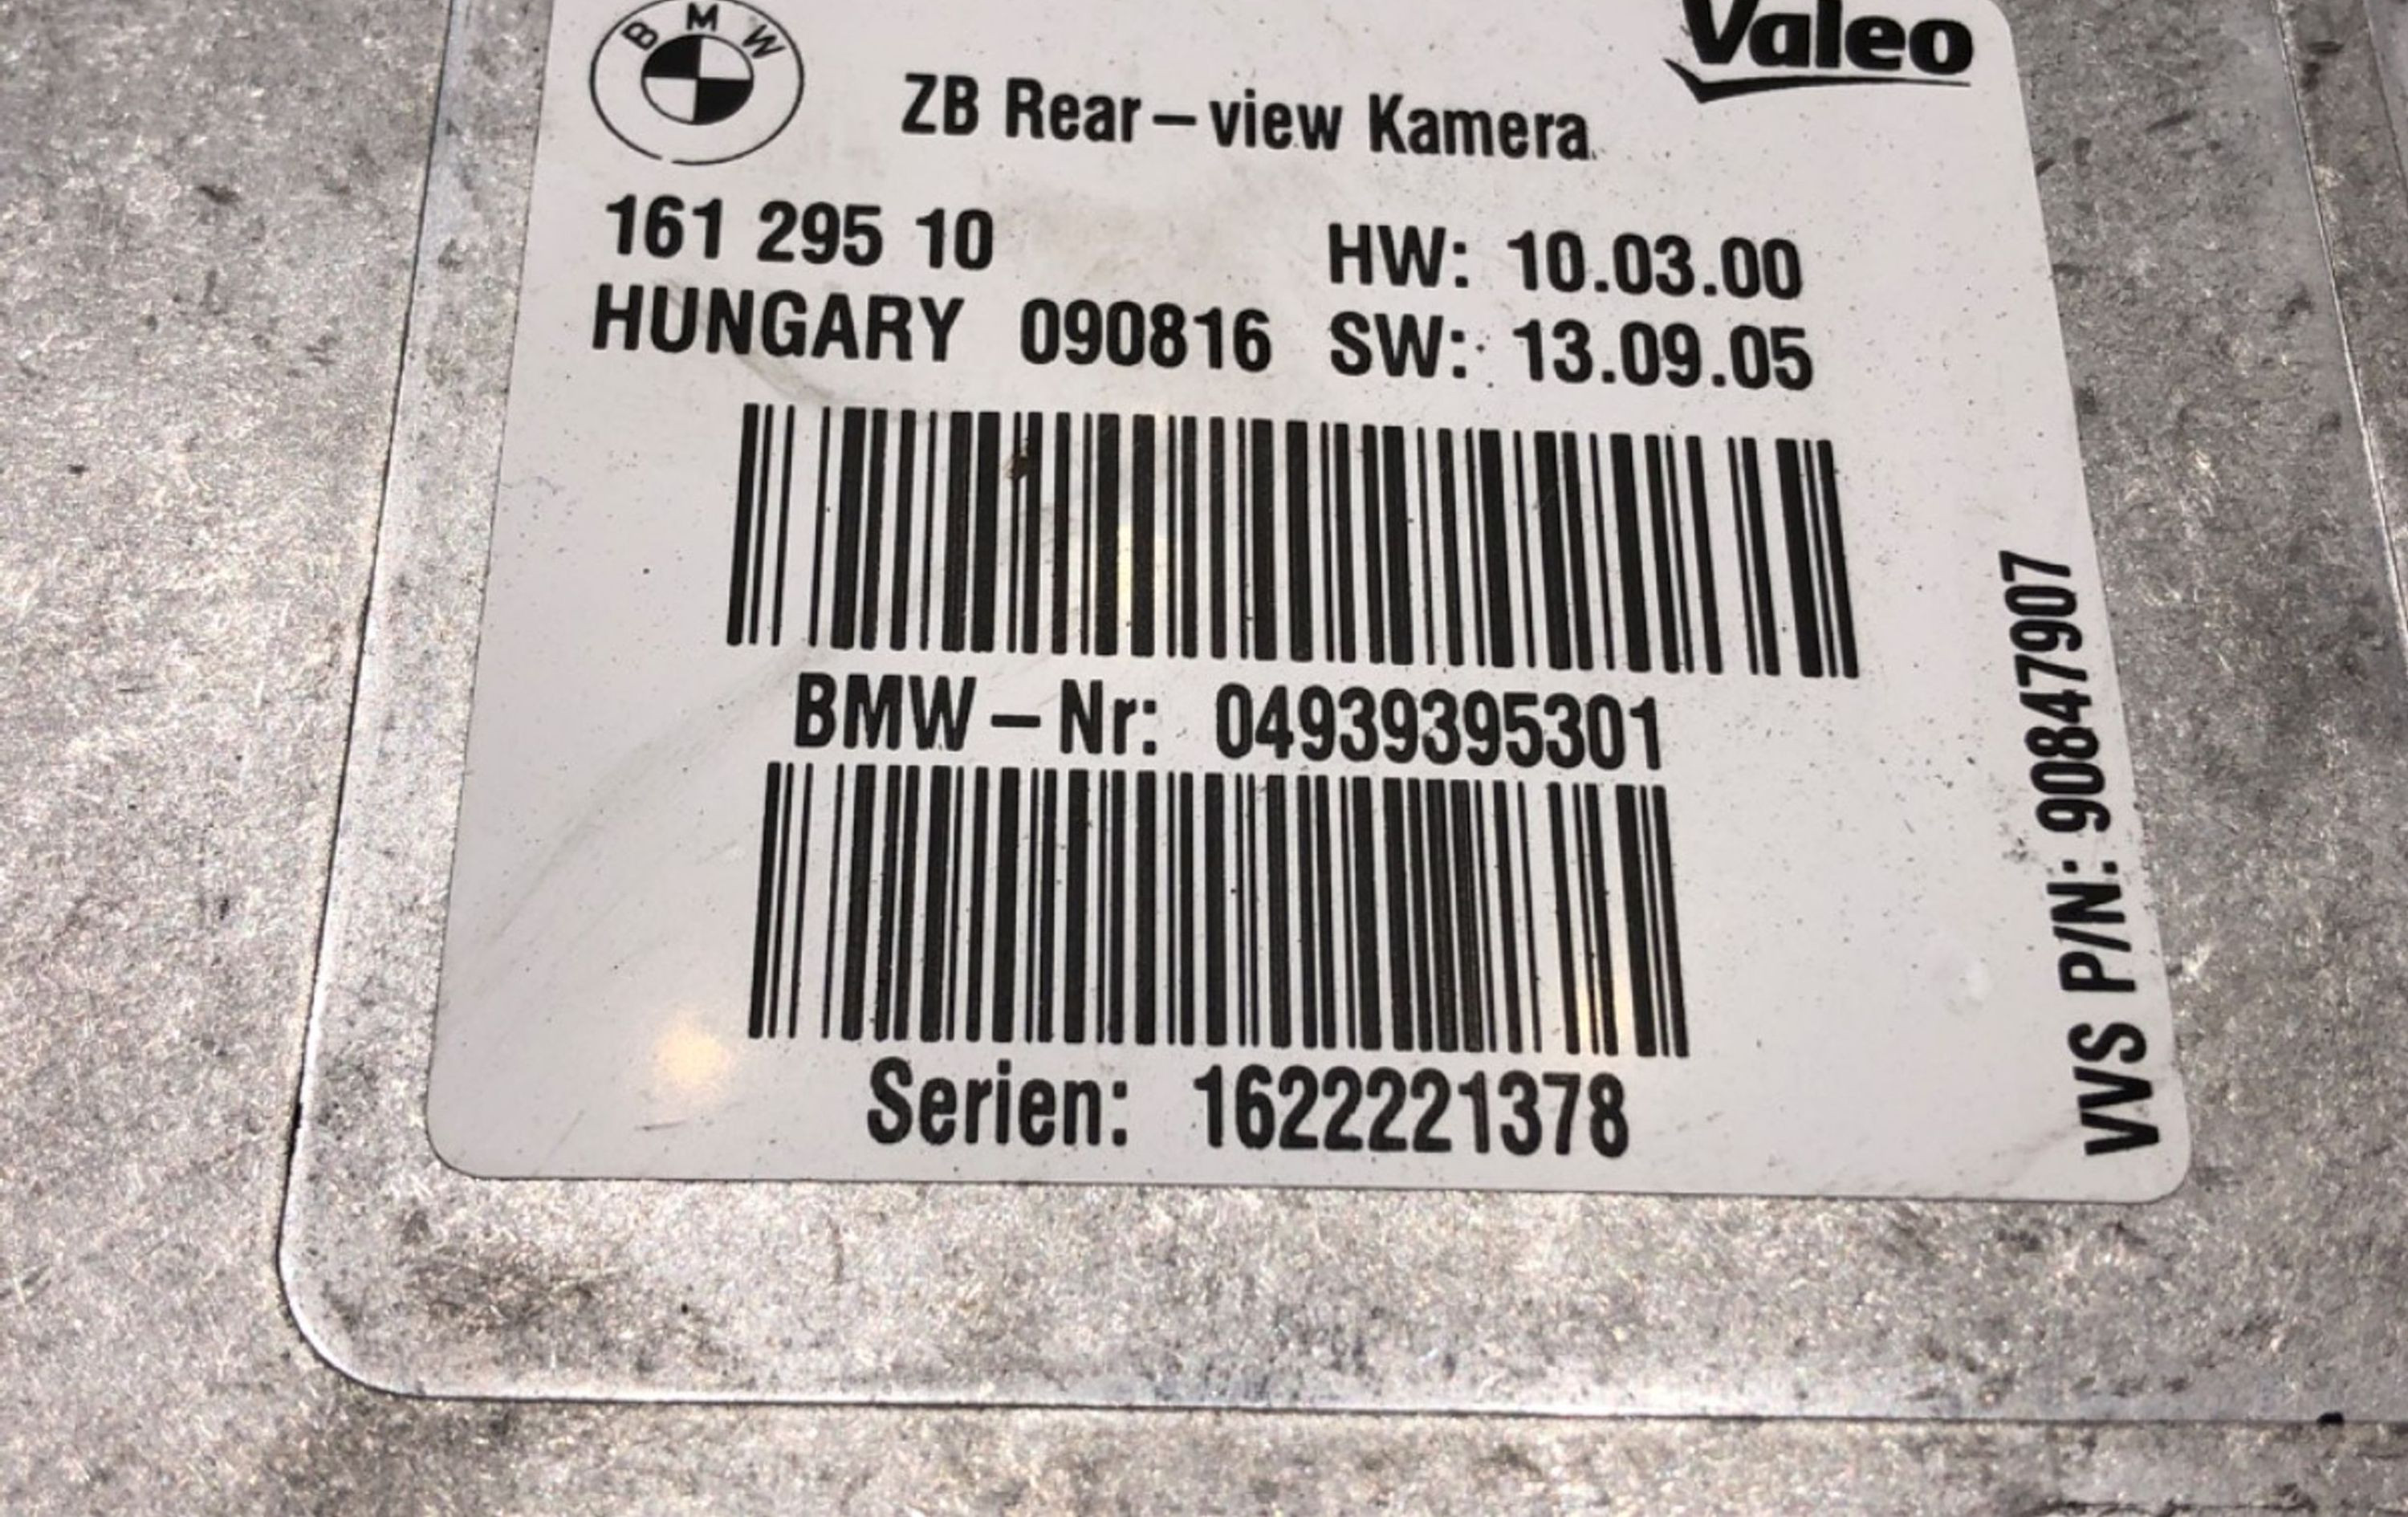 BMW
Valeo
ZB Rear-view Kamera
161 295 10
HW: 10.03.00
HUNGARY 090816 SW: 13.09.05
BMW-Nr: 04939395301
Serien: 1622221378
VVS P/N: 90847907